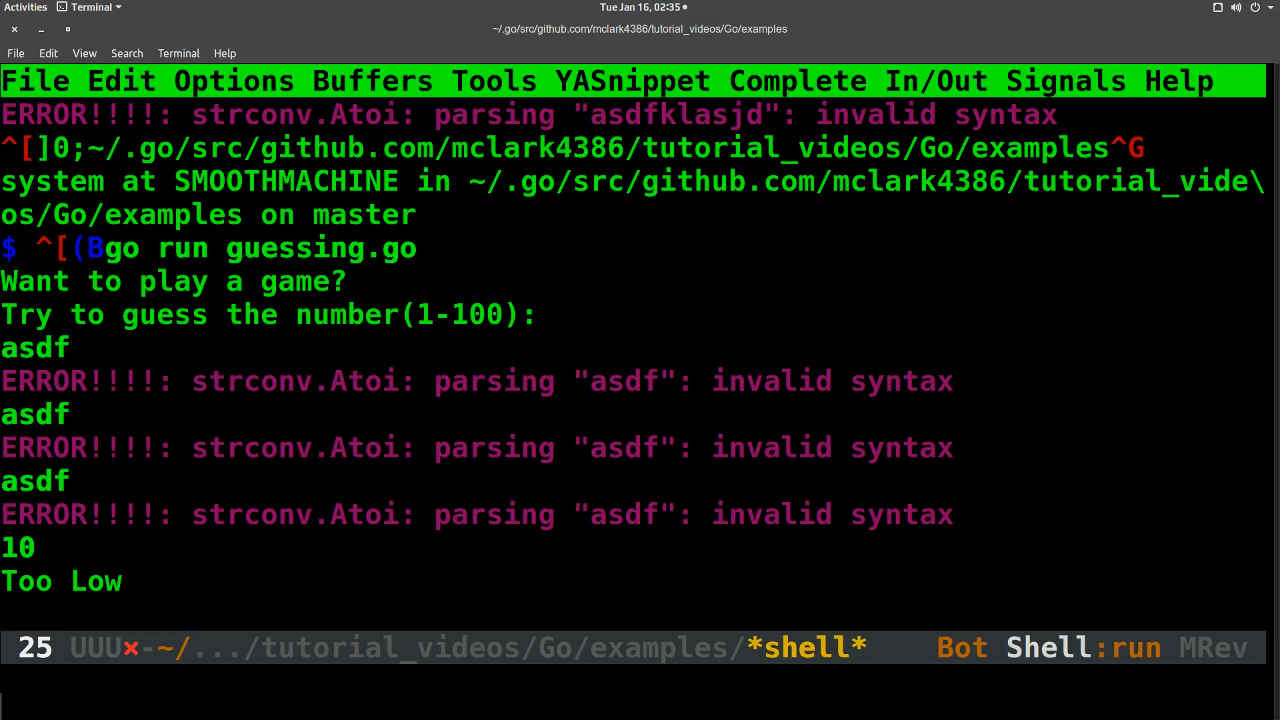 Activities Terminal Tue Jan 16, 02:35
~/.go/src/github.com/mclark4386/tutorial_videos/Go/examples
File Edit View Search Terminal Help
File Edit Options Buffers Tools YASnippet Complete In/Out Signals Help
ERROR!!!!: strconv.Atoi: parsing "asdfklasjd": invalid syntax
^[]0;~/.go/src/github.com/mclark4386/tutorial_videos/Go/examples^G
system at SMOOTHMACHINE in ~/.go/src/github.com/mclark4386/tutorial_vide\
os/Go/examples on master
$ ^[(Bgo run guessing.go
Want to play a game?
Try to guess the number(1-100):
asdf
ERROR!!!!: strconv.Atoi: parsing "asdf": invalid syntax
asdf
ERROR!!!!: strconv.Atoi: parsing "asdf": invalid syntax
asdf
ERROR!!!!: strconv.Atoi: parsing "asdf": invalid syntax
10
Too Low
25 UUU×-~/.../tutorial_videos/Go/examples/*shell* Bot Shell:run MRev